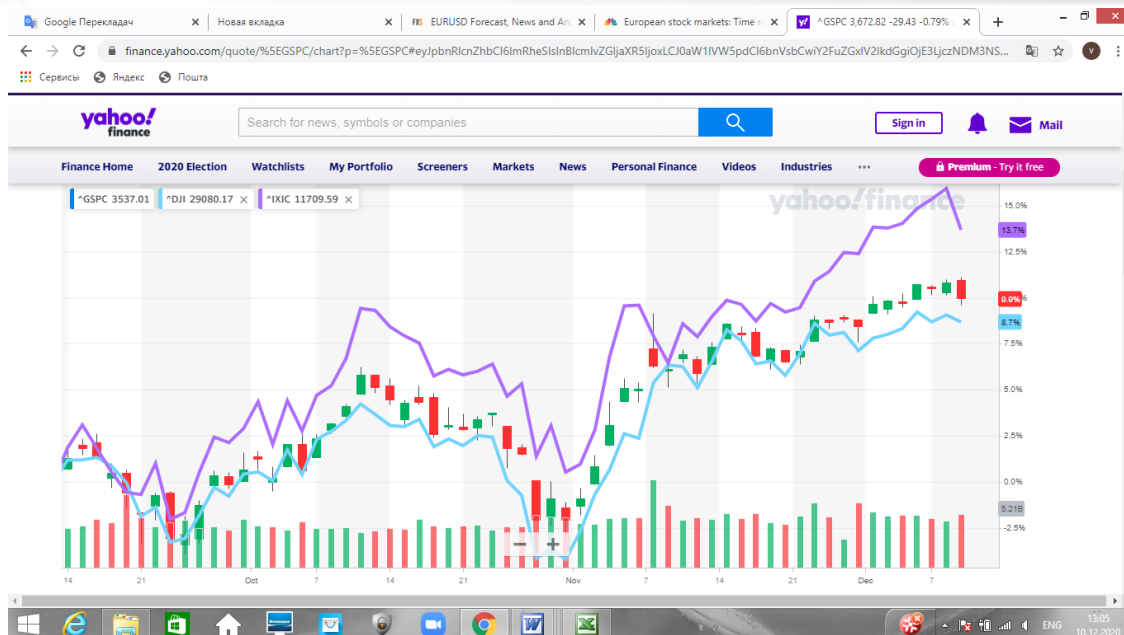 Google Перекладач
Новая вкладка
FXS EURUSD Forecast, News and An
European stock markets: Time n
y! ^GSPC 3,672.82 -29.43 -0.79% :
finance.yahoo.com/quote/%5EGSPC/chart?p=%5EGSPC#eyJpbnRlcnZhbCI6ImRheSIsInBlcmlvZGljaXR5IjoxLCJ0aW1lVW5pdCI6bnVsbCwiY2FuZGxlV2lkdGgiOjE3LjczNDM3NS...
V
Сервисы Яндекс Пошта
yahoo!
finance
Search for news, symbols or companies
Sign in
Mail
Finance Home 2020 Election Watchlists My Portfolio Screeners Markets News Personal Finance Videos Industries ... Premium - Try it free
^GSPC 3537.01 ^DJI 29080.17 ^IXIC 11709.59
yahoo!finance
15.0%
13.7%
12.5%
9.9%
8.7%
7.5%
5.0%
2.5%
0.0%
5.21B
-2.5%
14 21 Oct 7 14 21 Nov 7 14 21 Dec 7
lenovo
ENG
13:05
10.12.2020